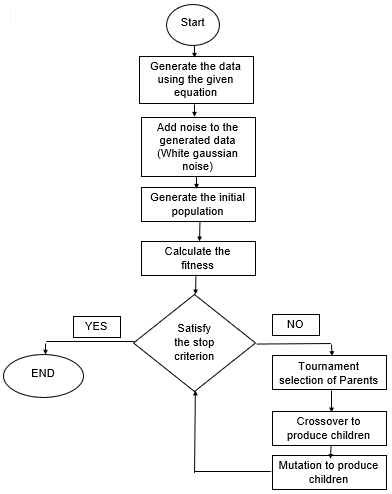 Start
Generate the data
using the given
equation
Add noise to the
generated data
(White gaussian
noise)
Generate the initial
population
Calculate the
fitness
Satisfy
the stop
criterion
YES
NO
END
Tournament
selection of Parents
Crossover to
produce children
Mutation to produce
children